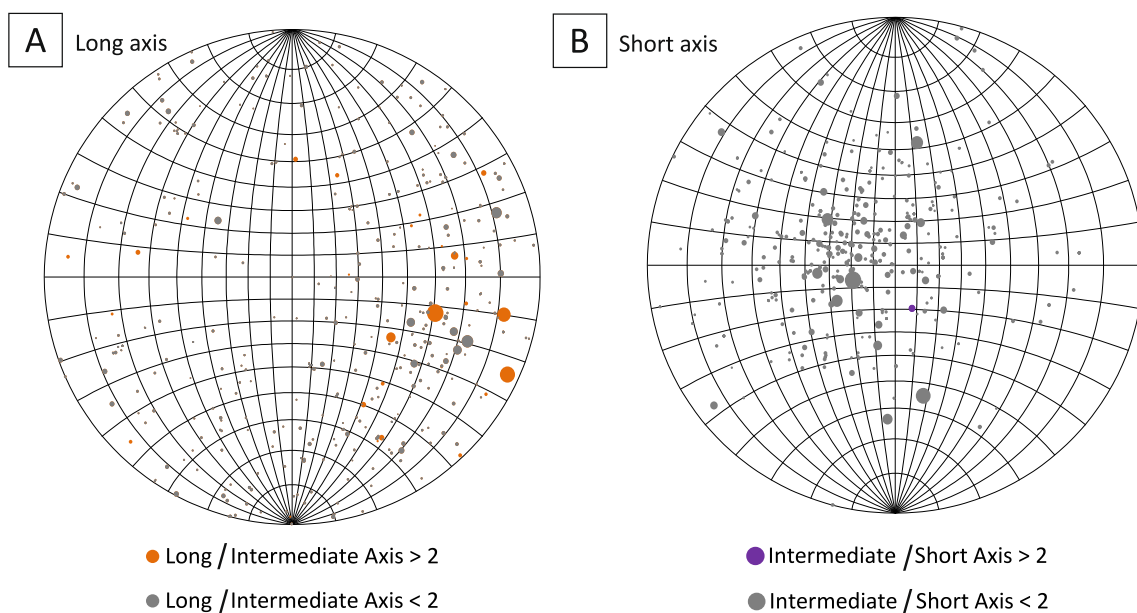 A Long axis
B Short axis
Long / Intermediate Axis > 2
Long / Intermediate Axis < 2
Intermediate / Short Axis > 2
Intermediate / Short Axis < 2